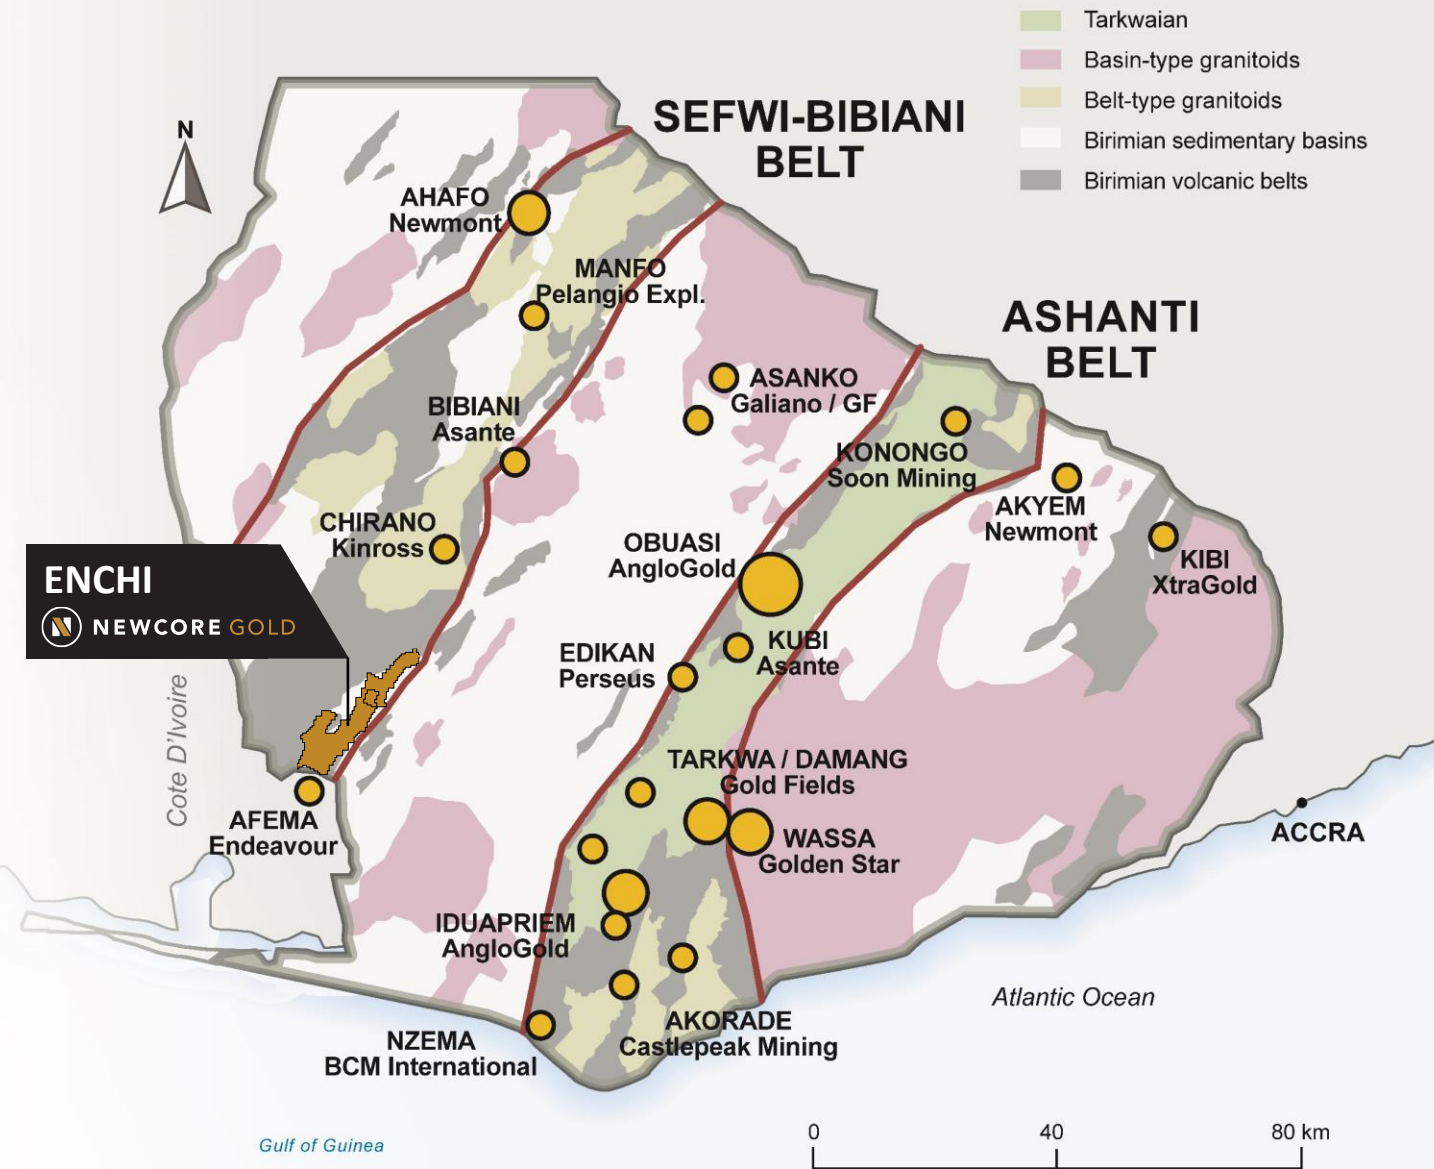 Tarkwaian
Basin-type granitoids
Belt-type granitoids
Birimian sedimentary basins
Birimian volcanic belts
N
SEFWI-BIBIANI
BELT
AHAFO
Newmont
MANFO
Pelangio Expl.
ASHANTI
BELT
ASANKO
Galiano / GF
BIBIANI
Asante
KONONGO
Soon Mining
AKYEM
Newmont
CHIRANO
Kinross
OBUASI
AngloGold
KIBI
XtraGold
ENCHI
N NEWCORE GOLD
KUBI
Asante
EDIKAN
Perseus
Cote D'Ivoire
TARKWA / DAMANG
Gold Fields
AFEMA
Endeavour
WASSA
Golden Star
ACCRA
IDUAPRIEM
AngloGold
Atlantic Ocean
AKORADE
Castlepeak Mining
NZEMA
BCM International
Gulf of Guinea
0 40 80 km